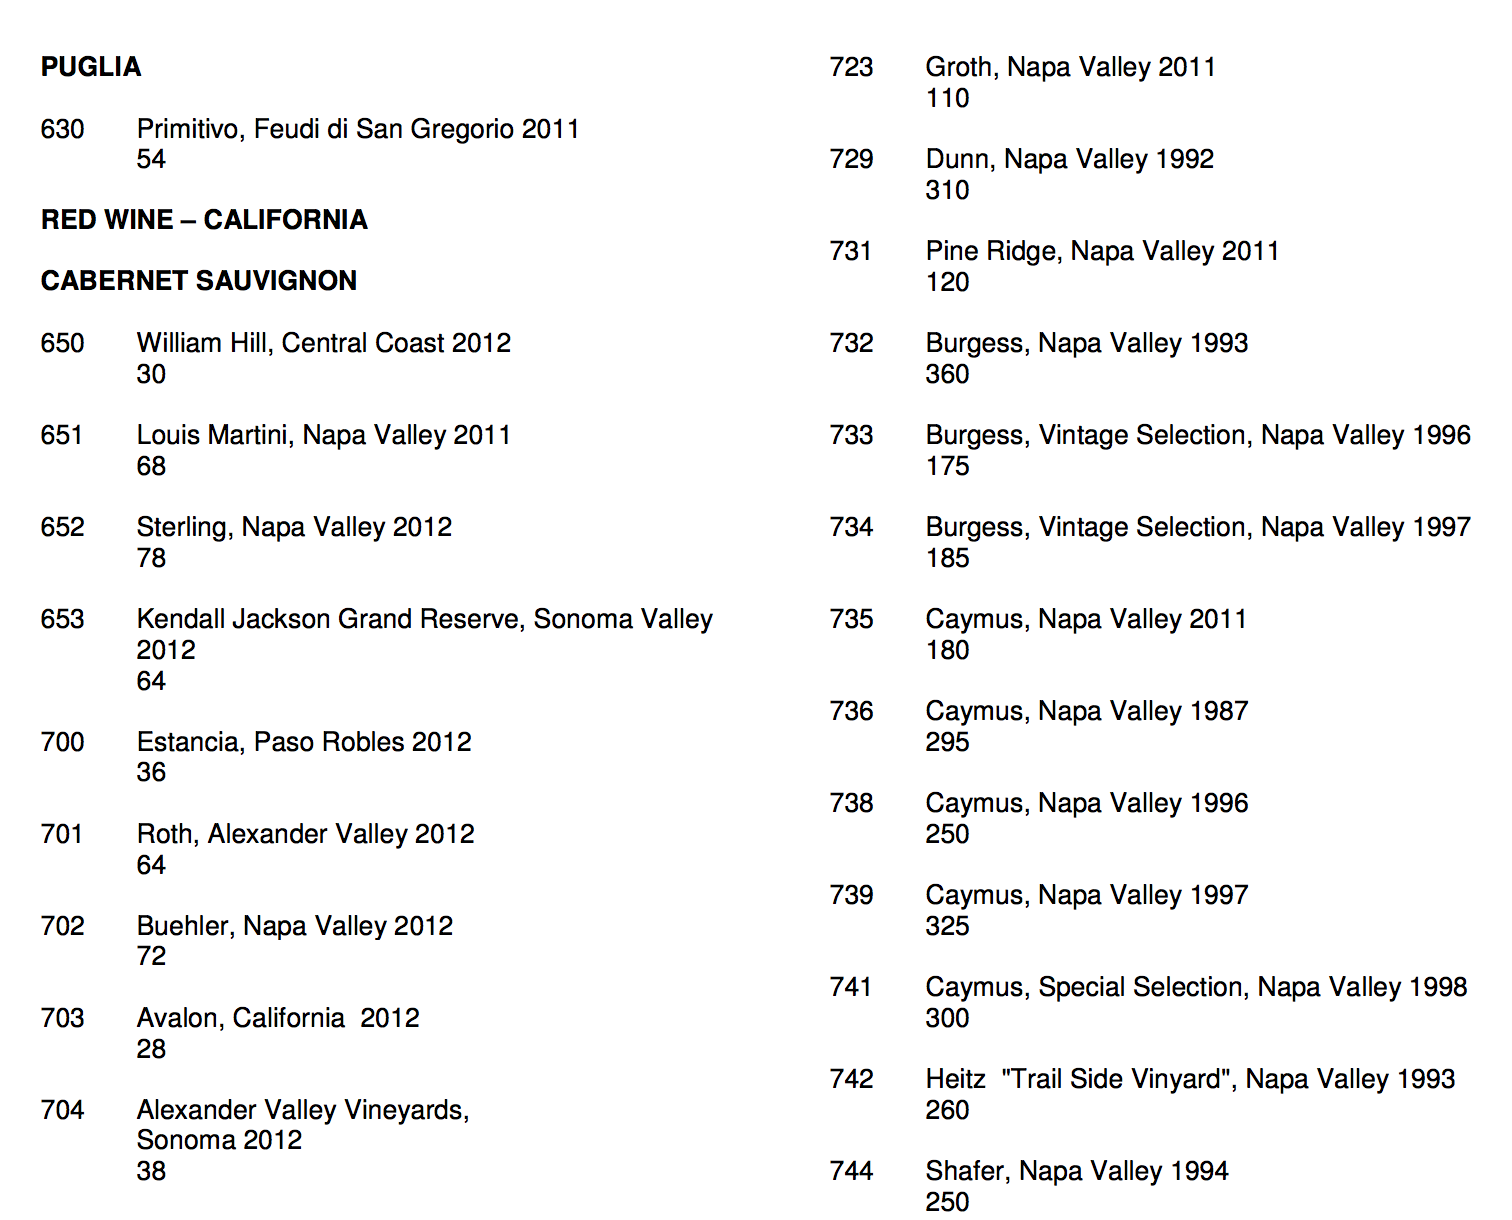 PUGLIA
630 Primitivo, Feudi di San Gregorio 2011
54
RED WINE – CALIFORNIA
CABERNET SAUVIGNON
650 William Hill, Central Coast 2012
30
651 Louis Martini, Napa Valley 2011
68
652 Sterling, Napa Valley 2012
78
653 Kendall Jackson Grand Reserve, Sonoma Valley
2012
64
700 Estancia, Paso Robles 2012
36
701 Roth, Alexander Valley 2012
64
702 Buehler, Napa Valley 2012
72
703 Avalon, California  2012
28
704 Alexander Valley Vineyards,
Sonoma 2012
38
723 Groth, Napa Valley 2011
110
729 Dunn, Napa Valley 1992
310
731 Pine Ridge, Napa Valley 2011
120
732 Burgess, Napa Valley 1993
360
733 Burgess, Vintage Selection, Napa Valley 1996
175
734 Burgess, Vintage Selection, Napa Valley 1997
185
735 Caymus, Napa Valley 2011
180
736 Caymus, Napa Valley 1987
295
738 Caymus, Napa Valley 1996
250
739 Caymus, Napa Valley 1997
325
741 Caymus, Special Selection, Napa Valley 1998
300
742 Heitz  "Trail Side Vinyard", Napa Valley 1993
260
744 Shafer, Napa Valley 1994
250